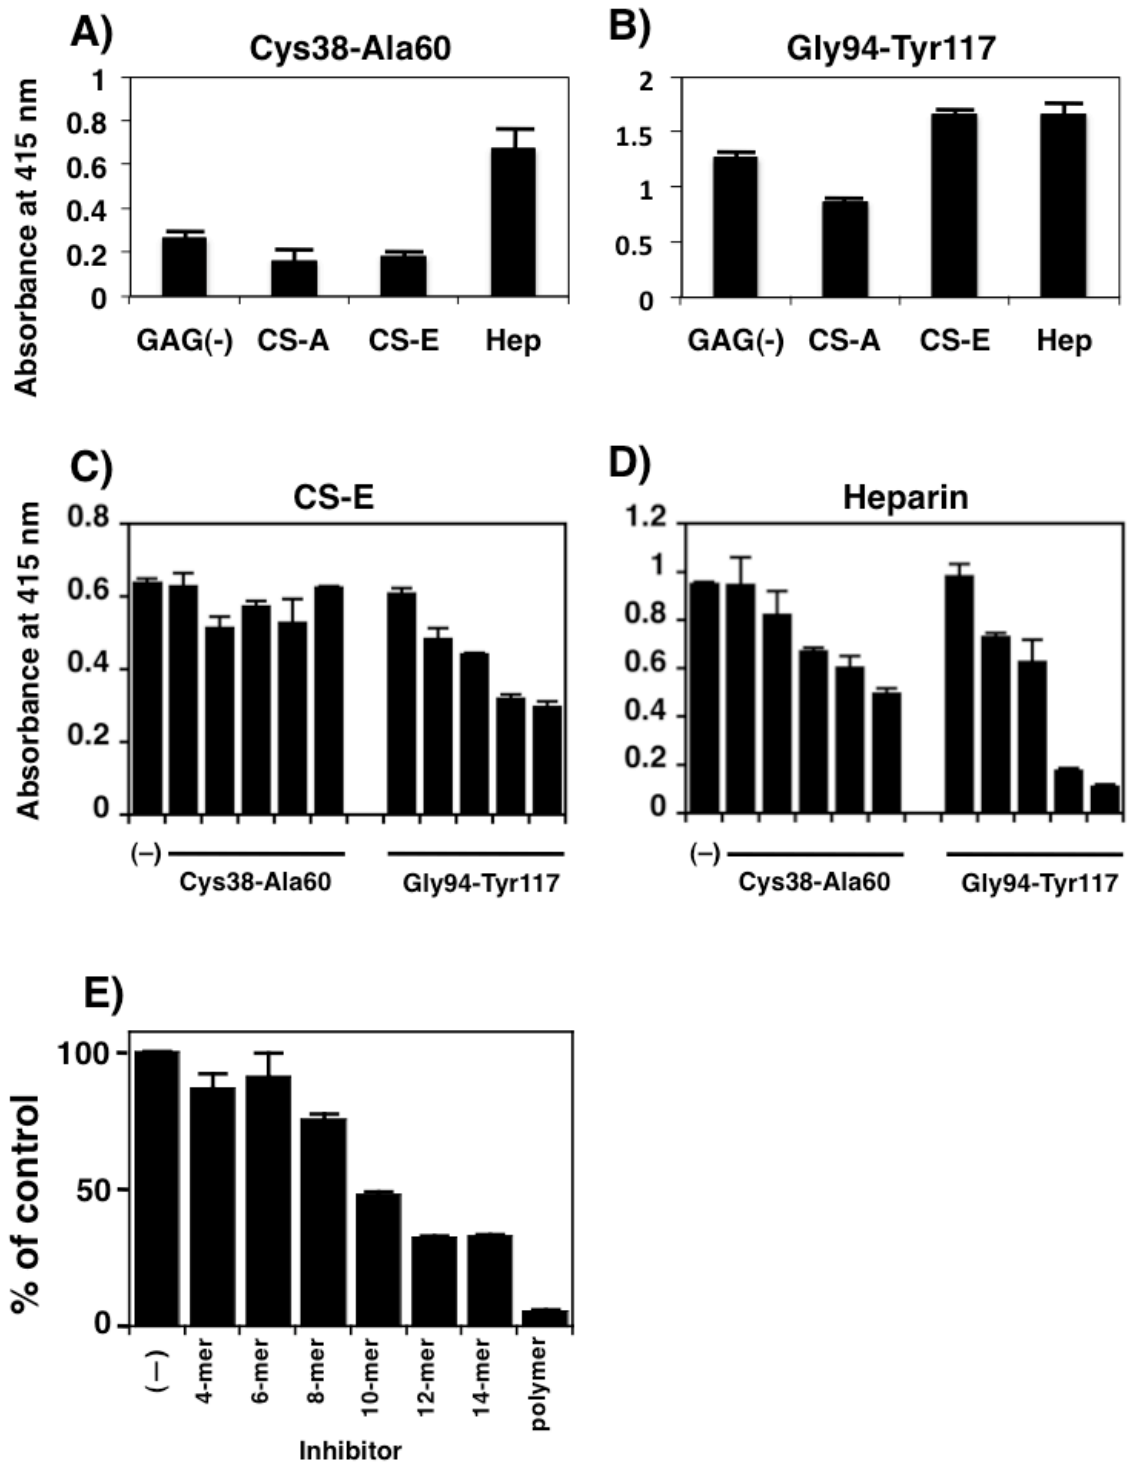 A)
Cys38-Ala60
Absorbance at 415 nm
1
0.8
0.6
0.4
0.2
0
GAG(-) CS-A CS-E Hep
B)
Gly94-Tyr117
2
1.5
1
0.5
0
GAG(-) CS-A CS-E Hep
C)
CS-E
Absorbance at 415 nm
0.8
0.6
0.4
0.2
0
(–)
Cys38-Ala60 Gly94-Tyr117
D)
Heparin
1.2
1
0.8
0.6
0.4
0.2
0
(–)
Cys38-Ala60 Gly94-Tyr117
E)
% of control
100
50
0
(—)
4-mer
6-mer
8-mer
10-mer
12-mer
14-mer
polymer
Inhibitor